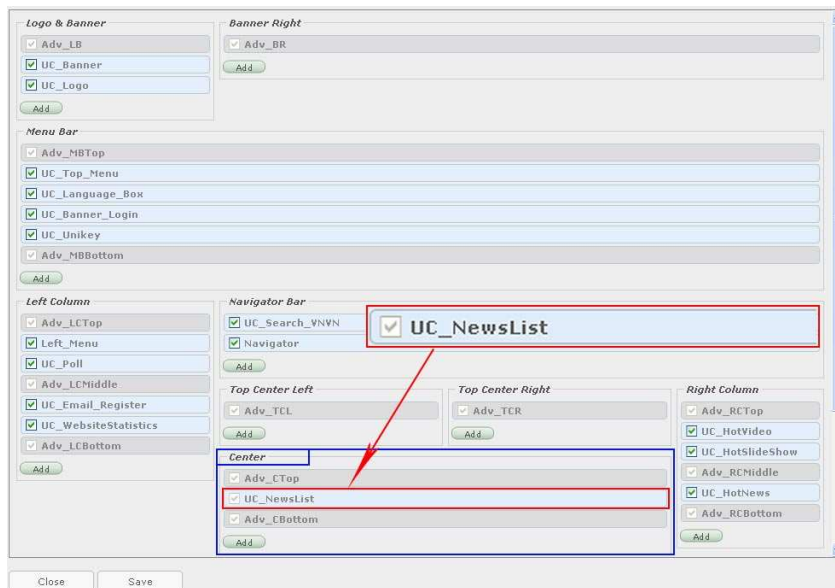 Logo & Banner
Adv_LB
UC_Banner
UC_Logo
Add
Banner Right
Adv_BR
Add
Menu Bar
Adv_MBTop
UC_Top_Menu
UC_Language_Box
UC_Banner_Login
UC_Unikey
Adv_MBBottom
Add
Left Column
Adv_LCTop
Left_Menu
UC_Poll
Adv_LCMiddle
UC_Email_Register
UC_WebsiteStatistics
Adv_LCBottom
Add
Navigator Bar
UC_Search_VNVN
Navigator
Add
UC_NewsList
Top Center Left
Adv_TCL
Add
Top Center Right
Adv_TCR
Add
Center
Adv_CTop
UC_NewsList
Adv_CBottom
Add
Right Column
Adv_RCTop
UC_HotVideo
UC_HotSlideShow
Adv_RCMiddle
UC_HotNews
Adv_RCBottom
Add
Close
Save